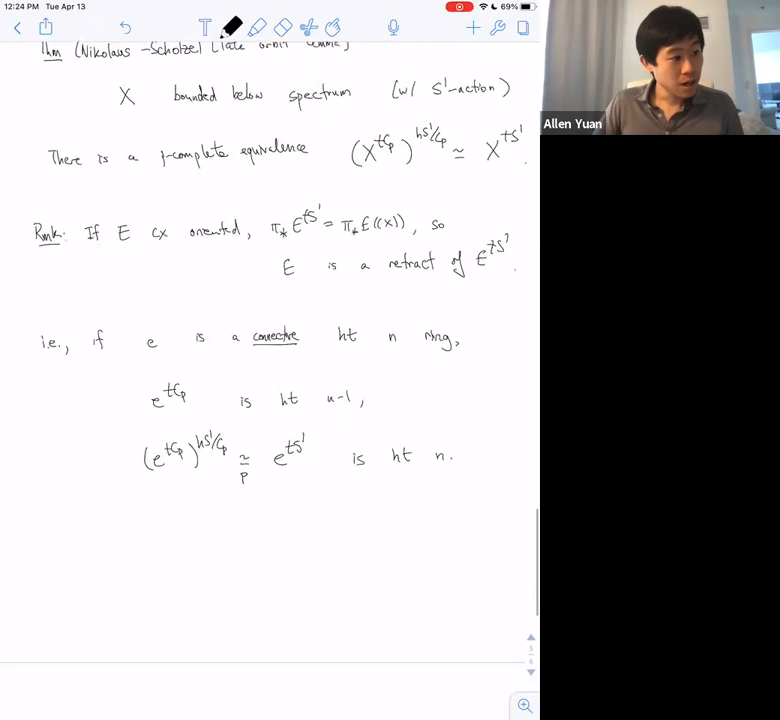 12:24 PM Tue Apr 13
69%
Thm (Nikolaus-Scholze) (Tate orbit lemma)
X bounded below spectrum (w/ S¹-action)
There is a p-complete equivalence (X^{tC_p})^{hS¹/C_p} ≃ X^{tS¹}.
Rmk: If E cx oriented, π_* E^{tS¹} = π_* E((x)), so
E is a retract of E^{tS¹}.
i.e., if e is a connective ht n ring,
e^{tC_p} is ht n-1,
(e^{tC_p})^{hS¹/C_p} ≃_p e^{tS¹} is ht n.
Allen Yuan
5
6